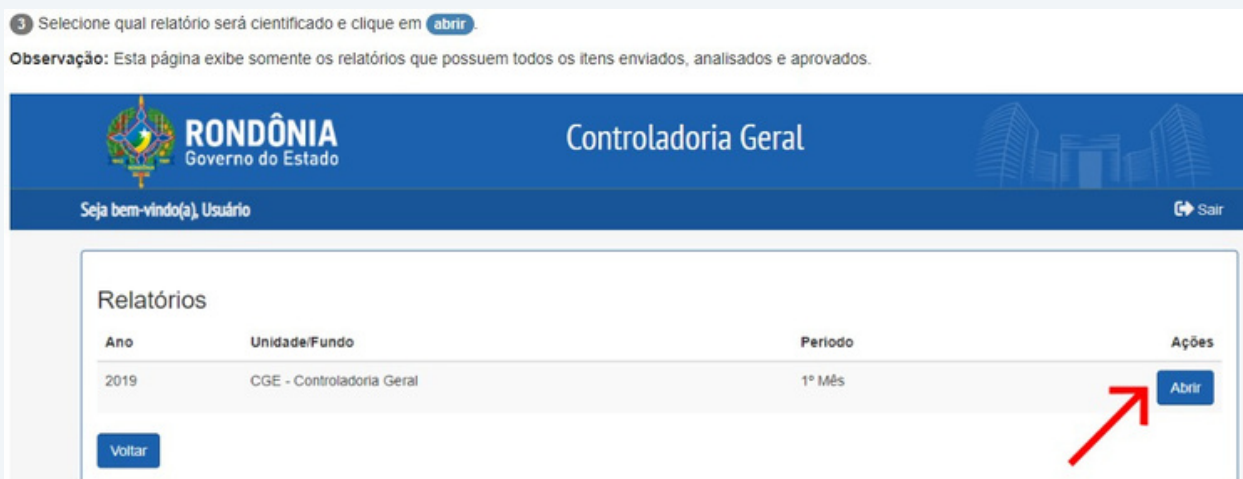 3 Selecione qual relatório será cientificado e clique em abrir.
Observação: Esta página exibe somente os relatórios que possuem todos os itens enviados, analisados e aprovados.
RONDÔNIA
Governo do Estado
Controladoria Geral
Seja bem-vindo(a), Usuário
Sair
Relatórios
Ano Unidade/Fundo Periodo Ações
2019 CGE - Controladoria Geral 1º Mês Abrir
Voltar